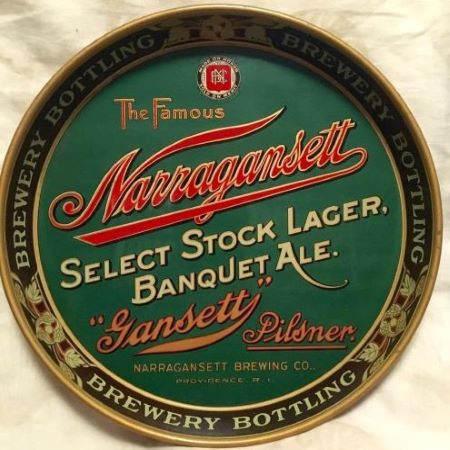 The Famous
Narragansett
SELECT STOCK LAGER,
BANQUET ALE.
"Gansett"
Pilsner.
NARRAGANSETT BREWING CO..
PROVIDENCE, R. I.
BREWERY BOTTLING
BREWERY BOTTLING
BREWERY BOTTLING